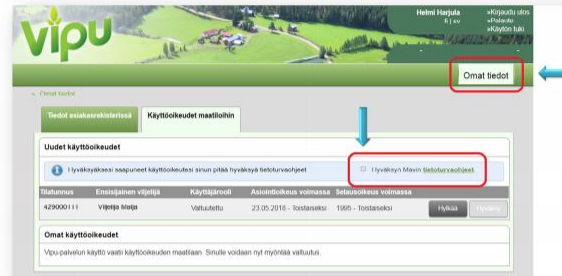 vipu
Helmi Harjula
fi | sv
»Kirjaudu ulos
»Palaute
»Käytön tuki
Omat tiedot
Omat tiedot
Tiedot asiakasrekisterissä
Käyttöoikeudet maatiloihin
Uudet käyttöoikeudet
Hyväksyäksesi saapuneet käyttöoikeutesi sinun pitää hyväksyä tietoturvaohjeet
Hyväksyn Mavin tietoturvaohjeet
Tilatunnus Ensisijainen viljelijä Käyttäjärooli Asiointioikeus voimassa Selausoikeus voimassa
429000111 Viljelijä Maija Valtuutettu 23.05.2018 - Toistaiseksi 1995 - Toistaiseksi Hylkää Hyväksy
Omat käyttöoikeudet
Vipu-palvelun käyttö vaatii käyttöoikeuden maatilaan. Sinulle voidaan nyt myöntää valtuutus.